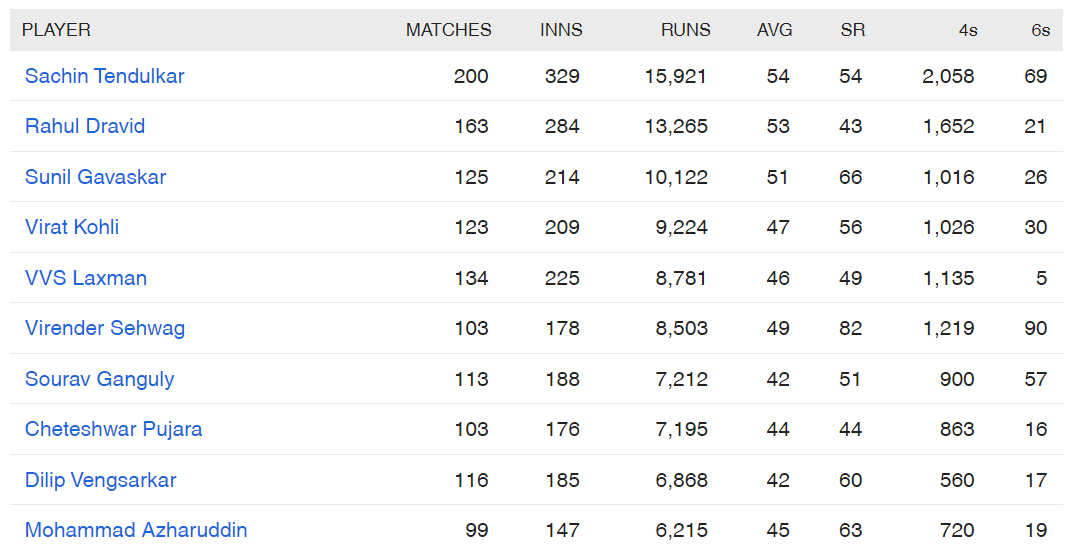 PLAYER MATCHES INNS RUNS AVG SR 4s 6s
Sachin Tendulkar 200 329 15,921 54 54 2,058 69
Rahul Dravid 163 284 13,265 53 43 1,652 21
Sunil Gavaskar 125 214 10,122 51 66 1,016 26
Virat Kohli 123 209 9,224 47 56 1,026 30
VVS Laxman 134 225 8,781 46 49 1,135 5
Virender Sehwag 103 178 8,503 49 82 1,219 90
Sourav Ganguly 113 188 7,212 42 51 900 57
Cheteshwar Pujara 103 176 7,195 44 44 863 16
Dilip Vengsarkar 116 185 6,868 42 60 560 17
Mohammad Azharuddin 99 147 6,215 45 63 720 19